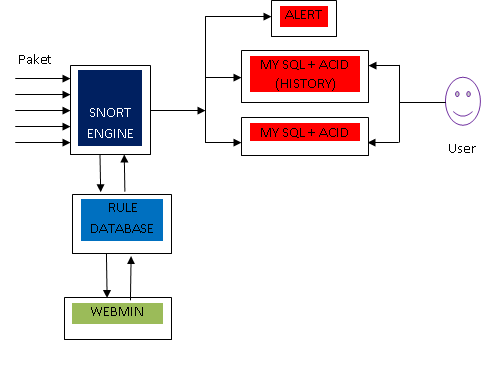 ALERT
Paket
MY SQL + ACID
(HISTORY)
SNORT
ENGINE
MY SQL + ACID
User
RULE
DATABASE
WEBMIN